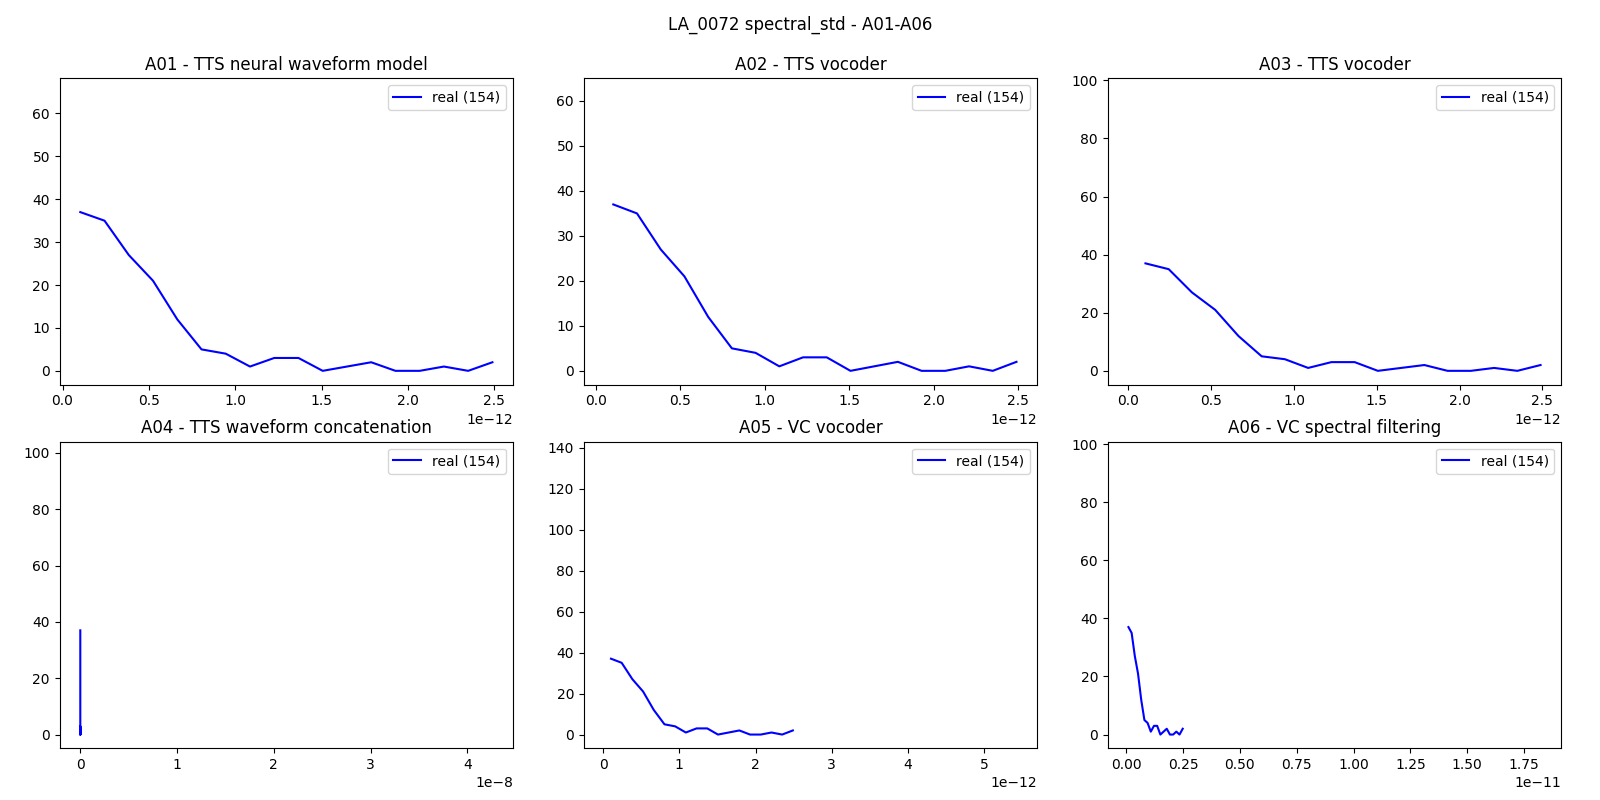 LA_0072 spectral_std - A01-A06
A01 - TTS neural waveform model
real (154)
60
50
40
30
20
10
0
0.0 0.5 1.0 1.5 2.0 2.5
1e−12
A02 - TTS vocoder
real (154)
60
50
40
30
20
10
0
0.0 0.5 1.0 1.5 2.0 2.5
1e−12
A03 - TTS vocoder
real (154)
100
80
60
40
20
0
0.0 0.5 1.0 1.5 2.0 2.5
1e−12
A04 - TTS waveform concatenation
real (154)
100
80
60
40
20
0
0 1 2 3 4
1e−8
A05 - VC vocoder
real (154)
140
120
100
80
60
40
20
0
0 1 2 3 4 5
1e−12
A06 - VC spectral filtering
real (154)
100
80
60
40
20
0
0.00 0.25 0.50 0.75 1.00 1.25 1.50 1.75
1e−11